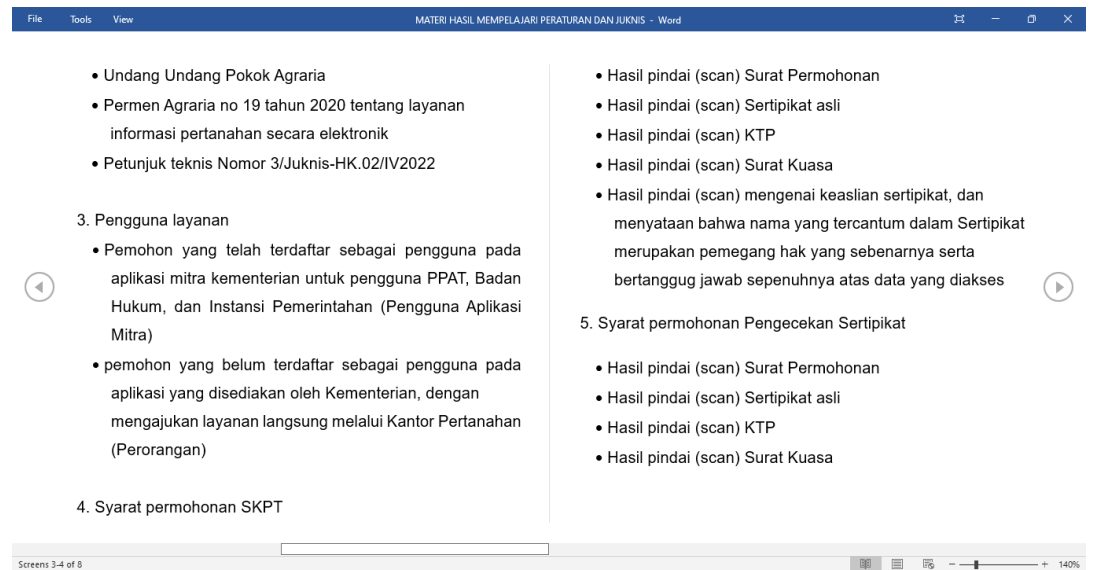 File Tools View MATERI HASIL MEMPELAJARI PERATURAN DAN JUKNIS - Word
• Undang Undang Pokok Agraria
• Permen Agraria no 19 tahun 2020 tentang layanan
informasi pertanahan secara elektronik
• Petunjuk teknis Nomor 3/Juknis-HK.02/IV2022
3. Pengguna layanan
• Pemohon yang telah terdaftar sebagai pengguna pada
aplikasi mitra kementerian untuk pengguna PPAT, Badan
Hukum, dan Instansi Pemerintahan (Pengguna Aplikasi
Mitra)
• pemohon yang belum terdaftar sebagai pengguna pada
aplikasi yang disediakan oleh Kementerian, dengan
mengajukan layanan langsung melalui Kantor Pertanahan
(Perorangan)
4. Syarat permohonan SKPT
• Hasil pindai (scan) Surat Permohonan
• Hasil pindai (scan) Sertipikat asli
• Hasil pindai (scan) KTP
• Hasil pindai (scan) Surat Kuasa
• Hasil pindai (scan) mengenai keaslian sertipikat, dan
menyataan bahwa nama yang tercantum dalam Sertipikat
merupakan pemegang hak yang sebenarnya serta
bertanggug jawab sepenuhnya atas data yang diakses
5. Syarat permohonan Pengecekan Sertipikat
• Hasil pindai (scan) Surat Permohonan
• Hasil pindai (scan) Sertipikat asli
• Hasil pindai (scan) KTP
• Hasil pindai (scan) Surat Kuasa
Screens 3-4 of 8 140%